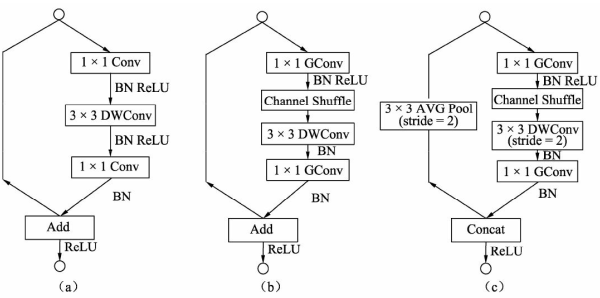 1 × 1 Conv
BN ReLU
3 × 3 DWConv
BN ReLU
1 × 1 Conv
BN
Add
ReLU
(a)
1 × 1 GConv
BN ReLU
Channel Shuffle
3 × 3 DWConv
BN
1 × 1 GConv
BN
Add
ReLU
(b)
3 × 3 AVG Pool
(stride = 2)
1 × 1 GConv
BN ReLU
Channel Shuffle
3 × 3 DWConv
(stride = 2)
BN
1 × 1 GConv
BN
Concat
ReLU
(c)